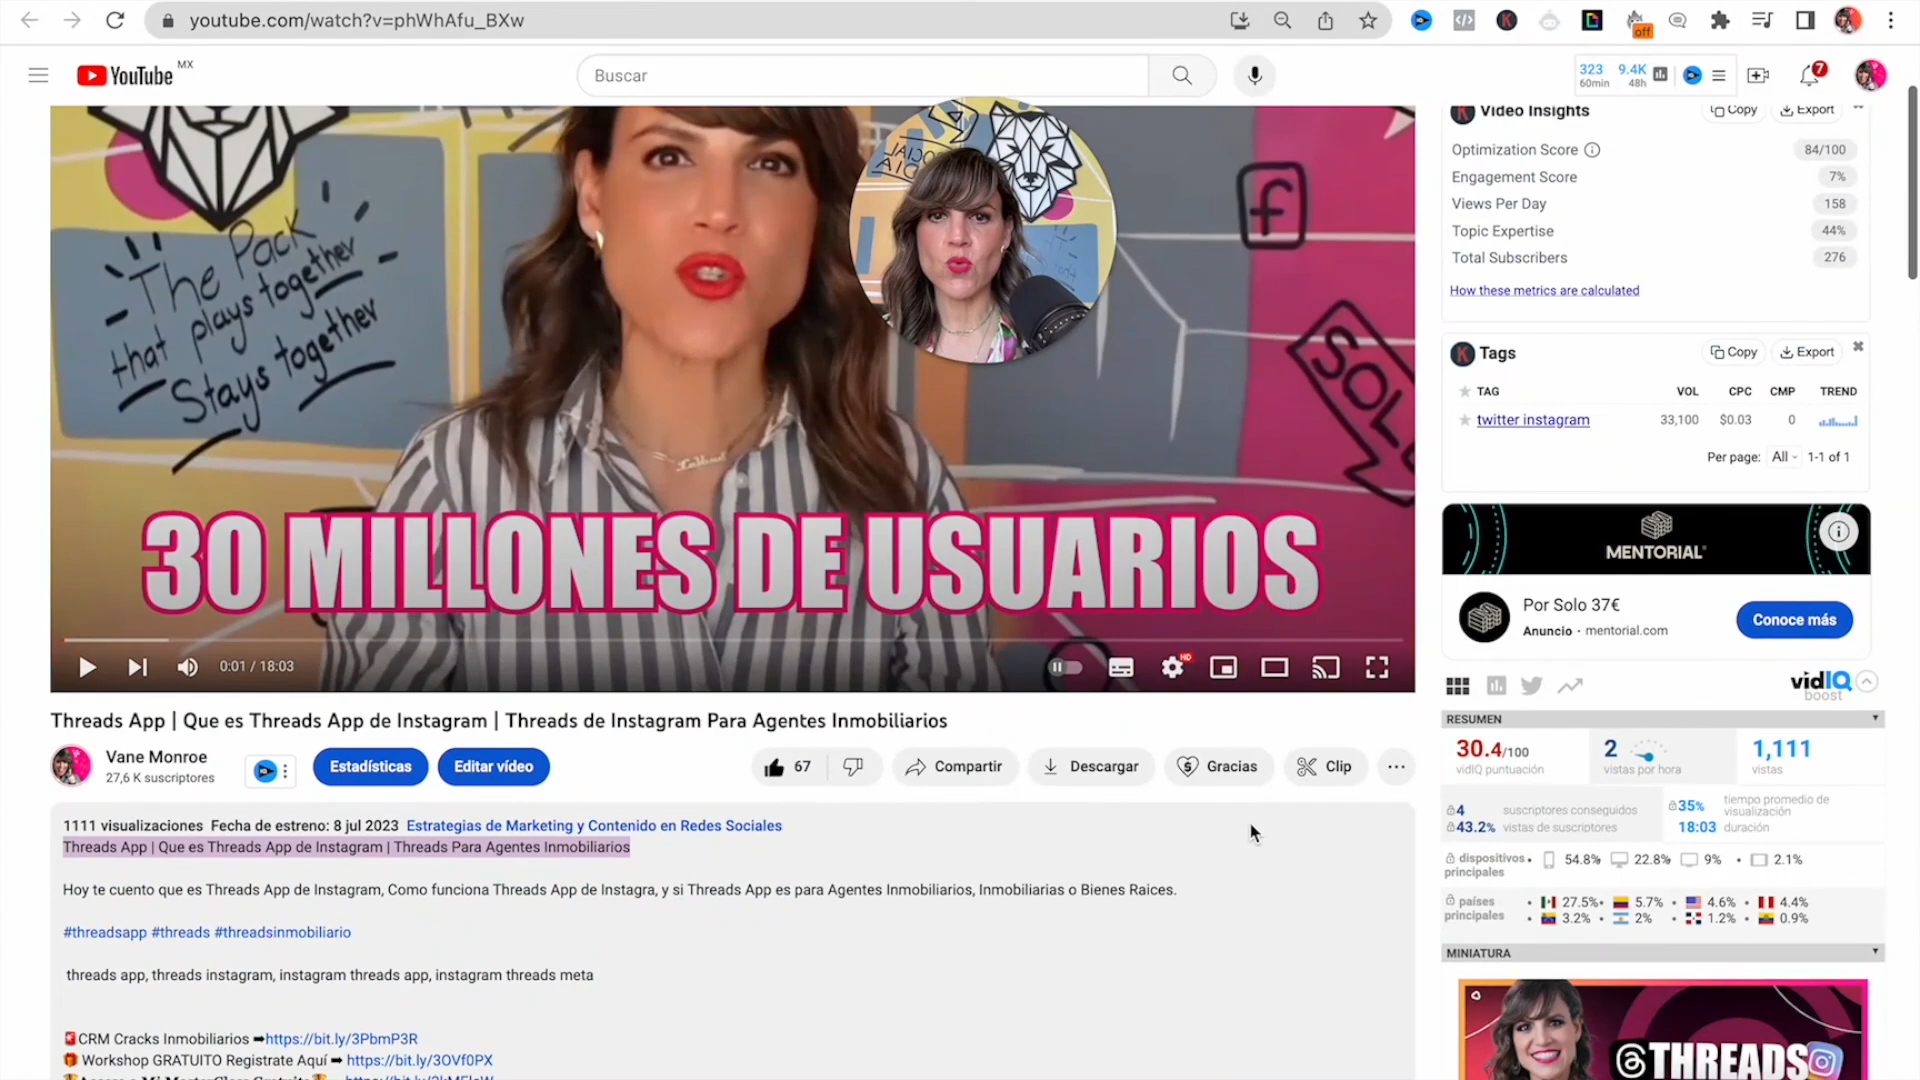 youtube.com/watch?v=phWhAfu_BXw
off
YouTube MX
Buscar
323 60min 9.4K 48h
7
The Pack
that plays together
Stays together
SOCIAL
f
SOL
30 MILLONES DE USUARIOS
0:01 / 18:03
HD
Threads App | Que es Threads App de Instagram | Threads de Instagram Para Agentes Inmobiliarios
Vane Monroe
27,6 K suscriptores
Estadísticas
Editar vídeo
67
Compartir
Descargar
Gracias
Clip
1111 visualizaciones Fecha de estreno: 8 jul 2023 Estrategias de Marketing y Contenido en Redes Sociales
Threads App | Que es Threads App de Instagram | Threads Para Agentes Inmobiliarios
Hoy te cuento que es Threads App de Instagram, Como funciona Threads App de Instagra, y si Threads App es para Agentes Inmobiliarios, Inmobiliarias o Bienes Raices.
#threadsapp #threads #threadsinmobiliario
threads app, threads instagram, instagram threads app, instagram threads meta
CRM Cracks Inmobiliarios ➡https://bit.ly/3PbmP3R
Workshop GRATUITO Registrate Aquí ➡ https://bit.ly/3OVf0PX
K Video Insights Copy Export
Optimization Score 84/100
Engagement Score 7%
Views Per Day 158
Topic Expertise 44%
Total Subscribers 276
How these metrics are calculated
K Tags Copy Export
TAG VOL CPC CMP TREND
twitter instagram 33,100 $0.03 0
Per page: All 1-1 of 1
MENTORIAL
Por Solo 37€
Anuncio · mentorial.com
Conoce más
vidIQ
boost
RESUMEN
30.4/100 2 1,111
vidIQ puntuación vistas por hora vistas
4 suscriptores conseguidos
43.2% vistas de suscriptores
35% tiempo promedio de visualización
18:03 duración
dispositivos principales 54.8% 22.8% 9% 2.1%
países principales 27.5% 5.7% 4.6% 4.4%
3.2% 2% 1.2% 0.9%
MINIATURA
THREADS